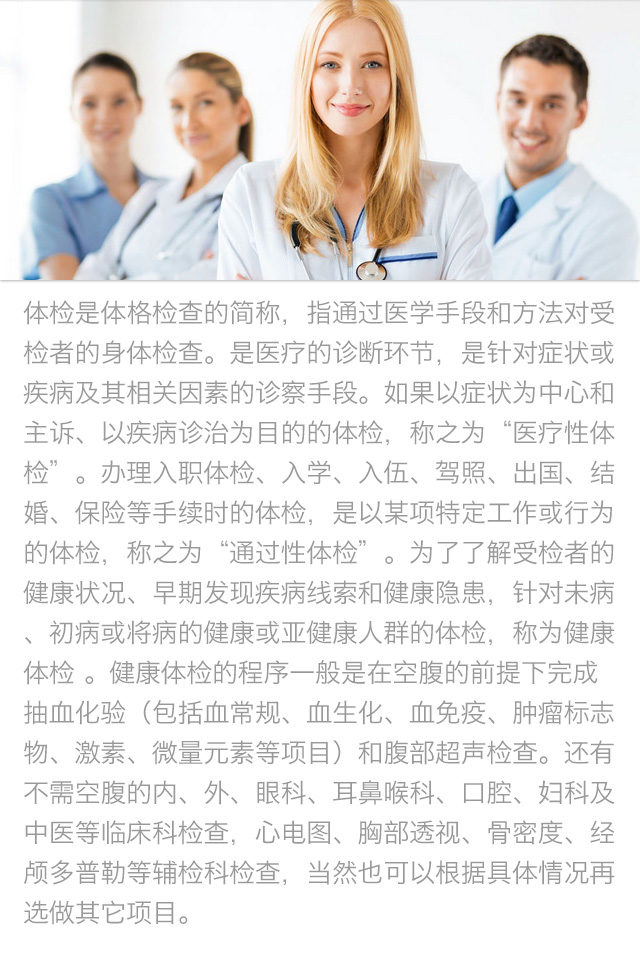 体检是体格检查的简称，指通过医学手段和方法对受
检者的身体检查。是医疗的诊断环节，是针对症状或
疾病及其相关因素的诊察手段。如果以症状为中心和
主诉、以疾病诊治为目的的体检，称之为“医疗性体
检”。办理入职体检、入学、入伍、驾照、出国、结
婚、保险等手续时的体检，是以某项特定工作或行为
的体检，称之为“通过性体检”。为了了解受检者的
健康状况、早期发现疾病线索和健康隐患，针对未病
、初病或将病的健康或亚健康人群的体检，称为健康
体检 。健康体检的程序一般是在空腹的前提下完成
抽血化验（包括血常规、血生化、血免疫、肿瘤标志
物、激素、微量元素等项目）和腹部超声检查。还有
不需空腹的内、外、眼科、耳鼻喉科、口腔、妇科及
中医等临床科检查，心电图、胸部透视、骨密度、经
颅多普勒等辅检科检查，当然也可以根据具体情况再
选做其它项目。